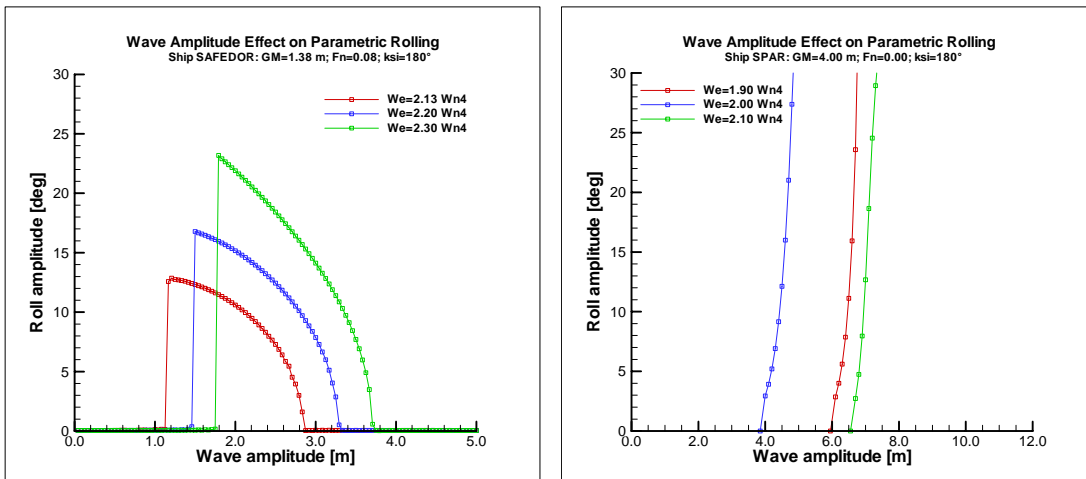 Wave Amplitude Effect on Parametric Rolling
Ship SAFEDOR: GM=1.38 m; Fn=0.08; ksi=180°
We=2.13 Wn4
We=2.20 Wn4
We=2.30 Wn4
30
25
20
15
10
5
0
Roll amplitude [deg]
0.0 1.0 2.0 3.0 4.0 5.0
Wave amplitude [m]
Wave Amplitude Effect on Parametric Rolling
Ship SPAR: GM=4.00 m; Fn=0.00; ksi=180°
We=1.90 Wn4
We=2.00 Wn4
We=2.10 Wn4
30
25
20
15
10
5
0
Roll amplitude [deg]
0.0 2.0 4.0 6.0 8.0 10.0 12.0
Wave amplitude [m]